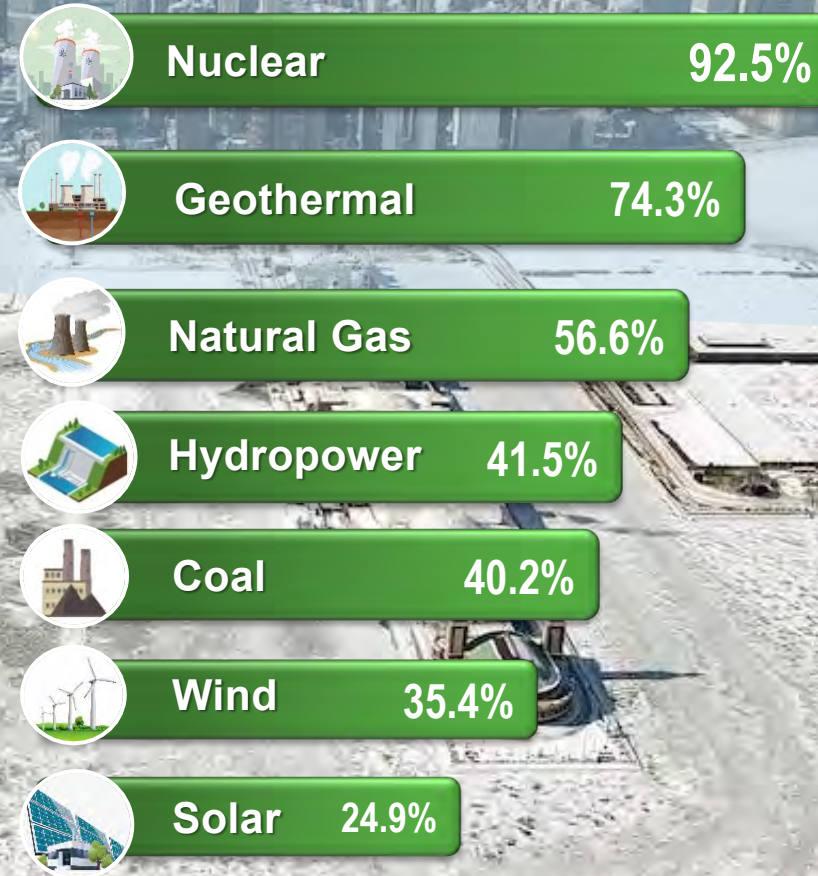 Nuclear 92.5%
Geothermal 74.3%
Natural Gas 56.6%
Hydropower 41.5%
Coal 40.2%
Wind 35.4%
Solar 24.9%